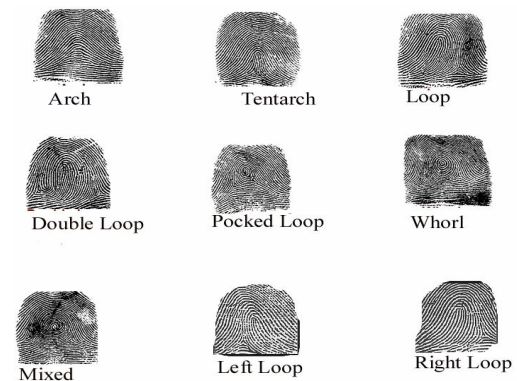 Arch
Tentarch
Loop
Double Loop
Pocked Loop
Whorl
Mixed
Left Loop
Right Loop